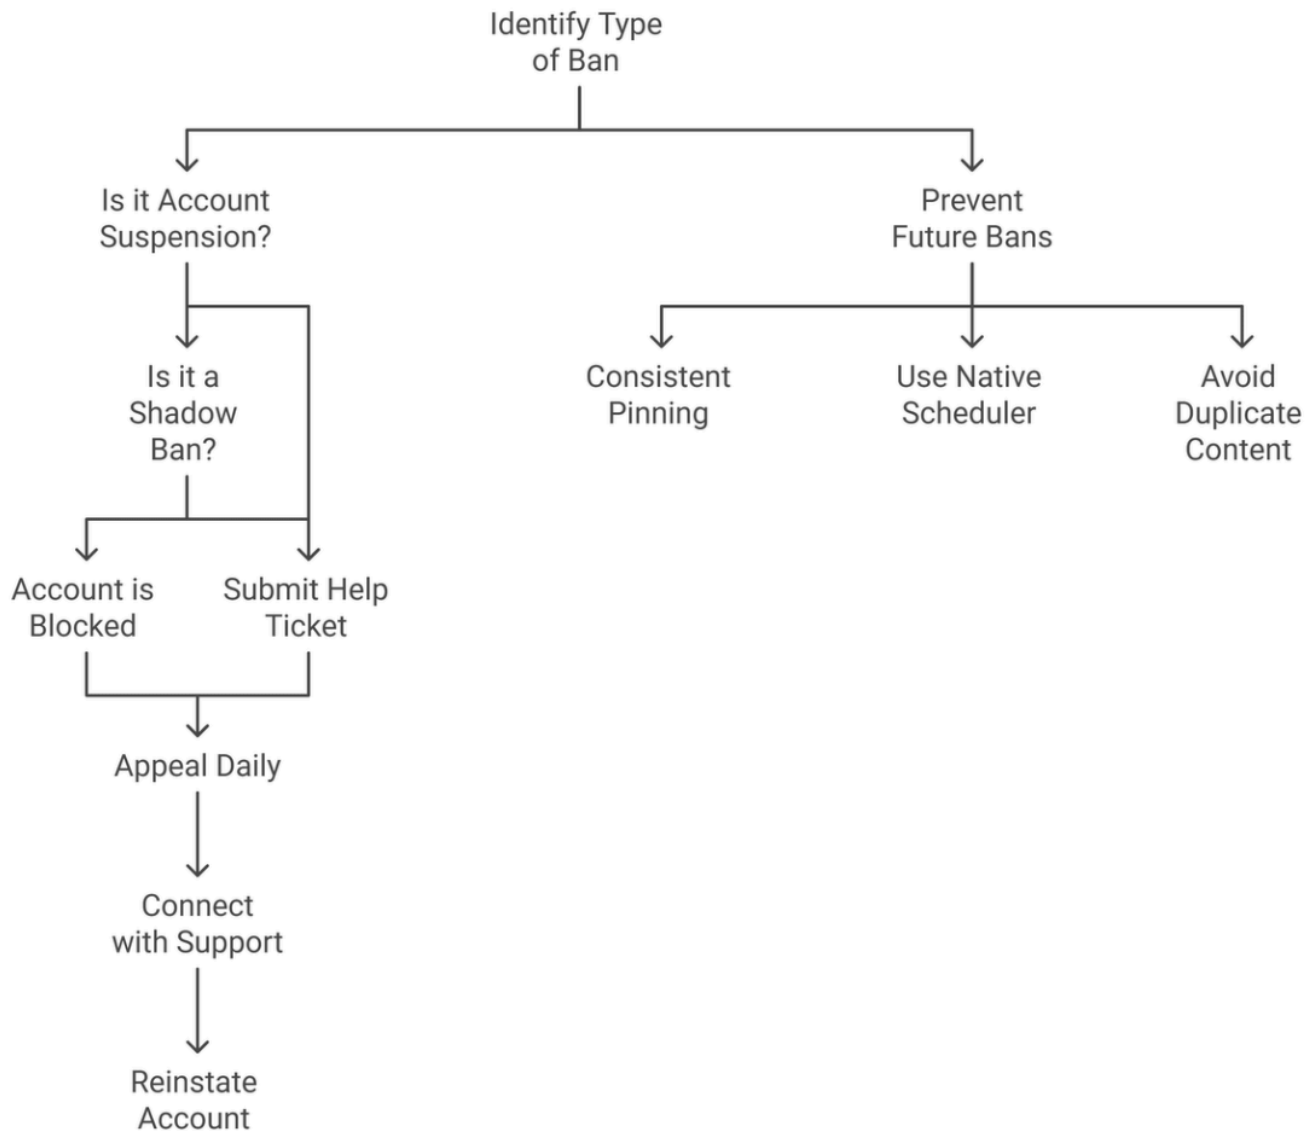 Identify Type
of Ban
Is it Account
Suspension?
Prevent
Future Bans
Is it a
Shadow
Ban?
Consistent
Pinning
Use Native
Scheduler
Avoid
Duplicate
Content
Account is
Blocked
Submit Help
Ticket
Appeal Daily
Connect
with Support
Reinstate
Account